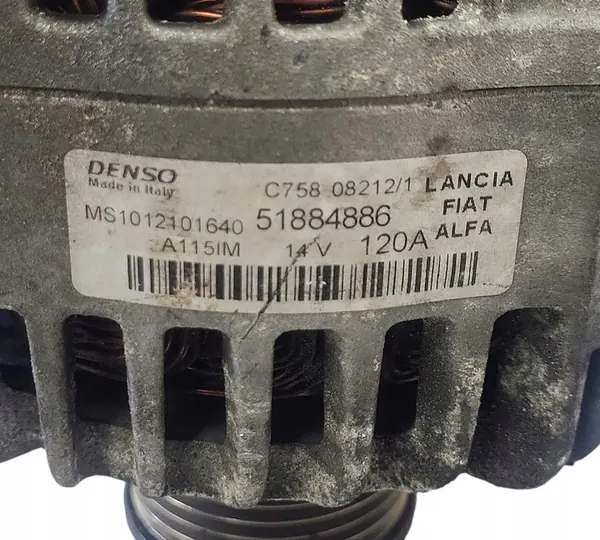 DENSO
Made in Italy
C758 08212/1 LANCIA
MS1012101640 51884886 FIAT
A115IM 14 V 120A ALFA